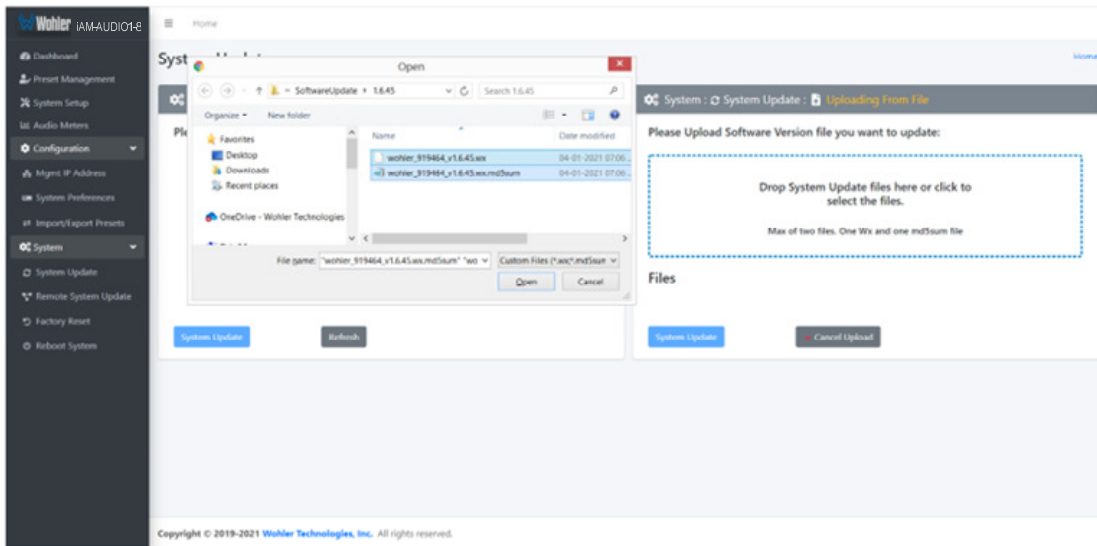 Wohler iAM-AUDIO1-8
Home
Dashboard
Preset Management
System Setup
Audio Meters
Configuration
Mgmt IP Address
System Preferences
Import/Export Presets
System
System Update
Remote System Update
Factory Reset
Reboot System
Home
Open
SoftwareUpdate
1.6.45
Search 1.6.45
Organize
New folder
Favorites
Desktop
Downloads
Recent places
OneDrive - Wohler Technologies
Name
Date modified
wohler_919464_v1.6.45.wx
04-01-2021 07:06...
wohler_919464_v1.6.45.wx.md5sum
04-01-2021 07:06...
File name:
"wohler_919464_v1.6.45.wx.md5sum" "wo
Custom Files (*.wx;*.md5sum
Open
Cancel
System Update
Refresh
System : System Update : Uploading From File
Please Upload Software Version file you want to update:
Drop System Update files here or click to
select the files.
Max of two files. One Wx and one md5sum file
Files
System Update
Cancel Upload
Copyright © 2019-2021 Wohler Technologies, Inc. All rights reserved.